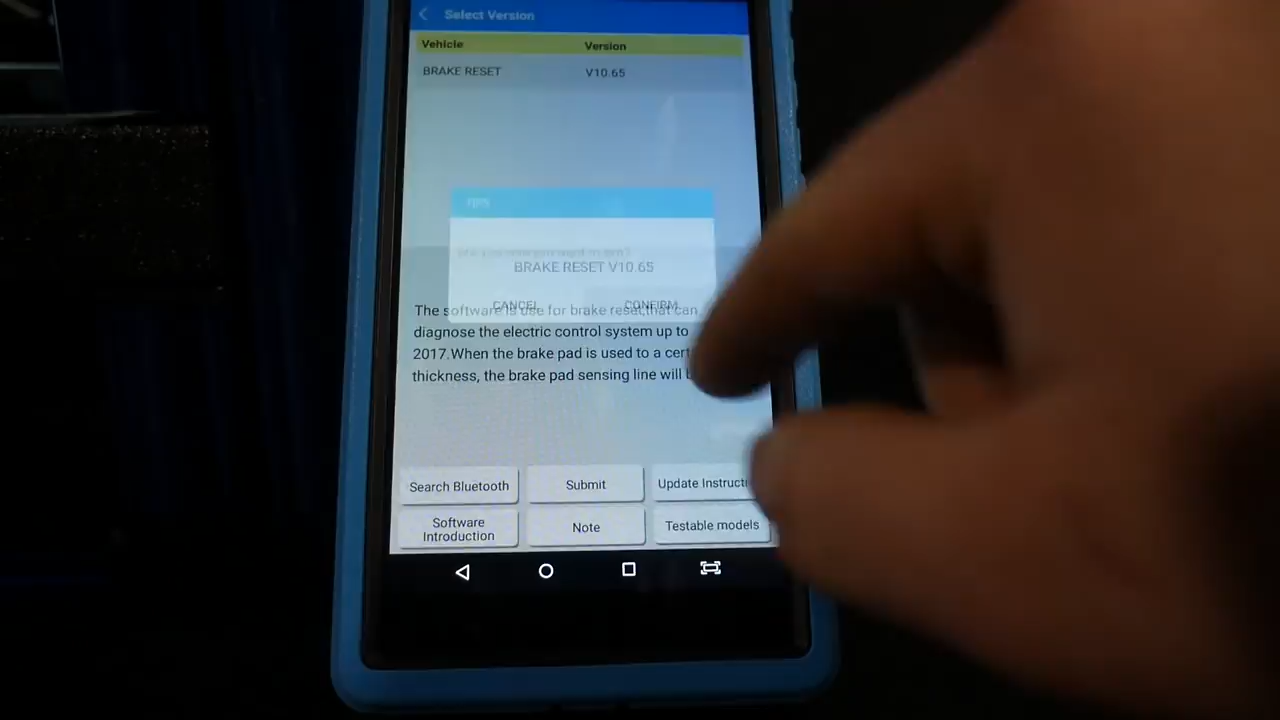 Select Version
Vehicle Version
BRAKE RESET V10.65
BRAKE RESET V10.65
CANCEL CONFIRM
The software is use for brake reset,that can
diagnose the electric control system up to
2017.When the brake pad is used to a
thickness, the brake pad sensing line will
Search Bluetooth Submit Update
Software
Introduction
Note Testable models